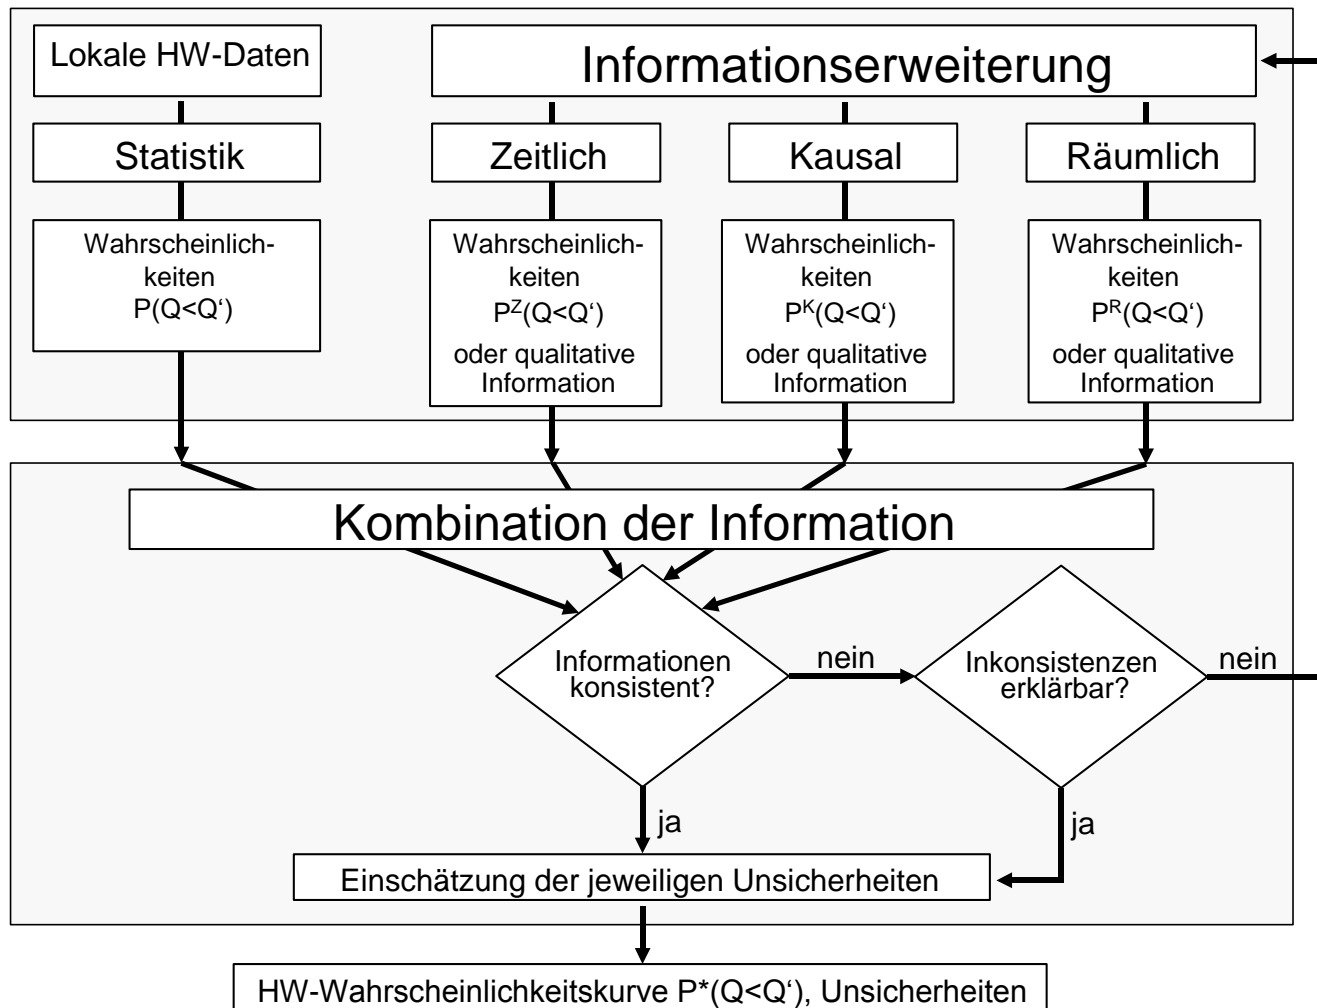 Lokale HW-Daten
Informationserweiterung
Statistik
Zeitlich
Kausal
Räumlich
Wahrscheinlich-
keiten
P(Q<Q‘)
Wahrscheinlich-
keiten
P^Z(Q<Q‘)
oder qualitative
Information
Wahrscheinlich-
keiten
P^K(Q<Q‘)
oder qualitative
Information
Wahrscheinlich-
keiten
P^R(Q<Q‘)
oder qualitative
Information
Kombination der Information
Informationen
konsistent?
nein
Inkonsistenzen
erklärbar?
nein
ja
ja
Einschätzung der jeweiligen Unsicherheiten
HW-Wahrscheinlichkeitskurve P*(Q<Q‘), Unsicherheiten